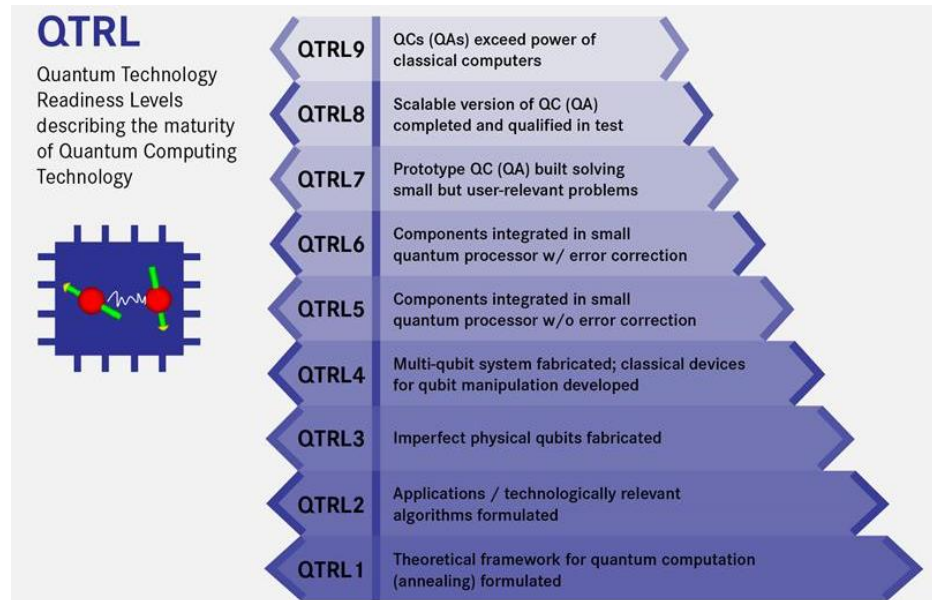 QTRL
Quantum Technology
Readiness Levels
describing the maturity
of Quantum Computing
Technology
QTRL9
QCs (QAs) exceed power of
classical computers
QTRL8
Scalable version of QC (QA)
completed and qualified in test
QTRL7
Prototype QC (QA) built solving
small but user-relevant problems
QTRL6
Components integrated in small
quantum processor w/ error correction
QTRL5
Components integrated in small
quantum processor w/o error correction
QTRL4
Multi-qubit system fabricated; classical devices
for qubit manipulation developed
QTRL3
Imperfect physical qubits fabricated
QTRL2
Applications / technologically relevant
algorithms formulated
QTRL1
Theoretical framework for quantum computation
(annealing) formulated